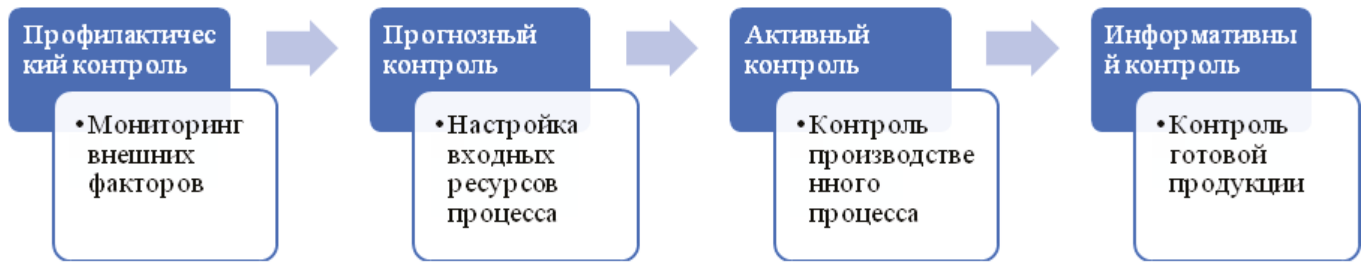 Профилактичес
кий контроль
• Мониторинг
внешних
факторов
Прогнозный
контроль
• Настройка
входных
ресурсов
процесса
Активный
контроль
• Контроль
производстве
нного
процесса
Информативны
й контроль
• Контроль
готовой
продукции